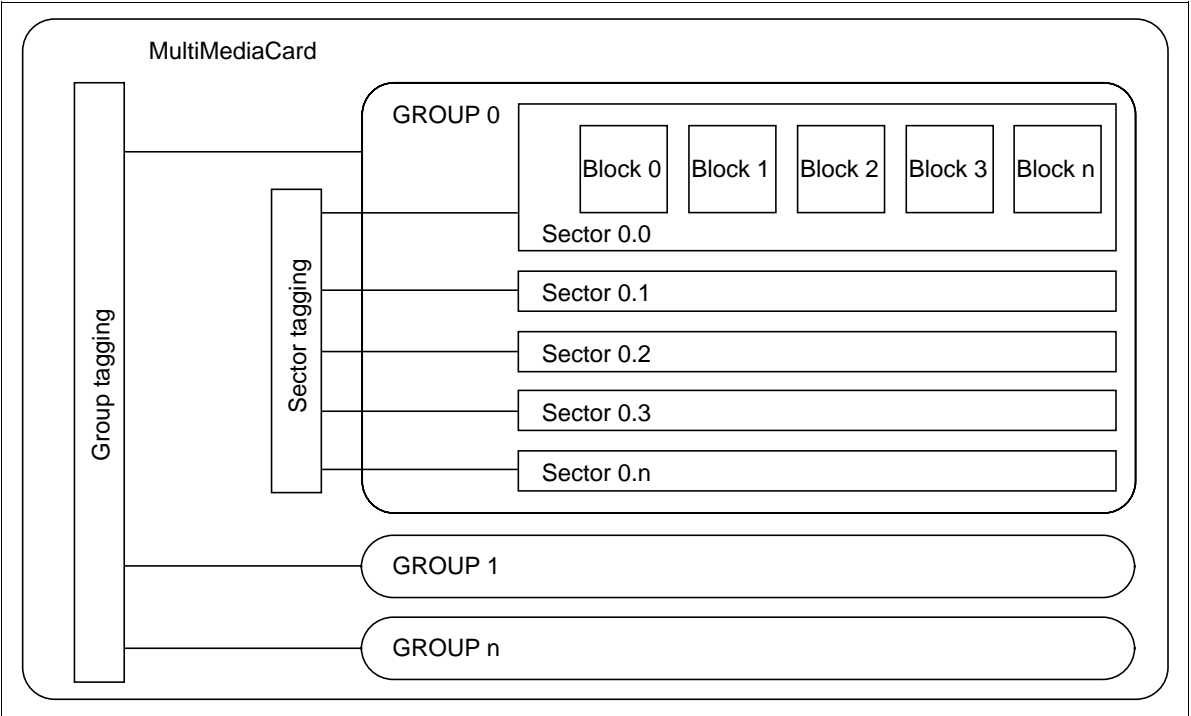 MultiMediaCard
Group tagging
Sector tagging
GROUP 0
Block 0
Block 1
Block 2
Block 3
Block n
Sector 0.0
Sector 0.1
Sector 0.2
Sector 0.3
Sector 0.n
GROUP 1
GROUP n